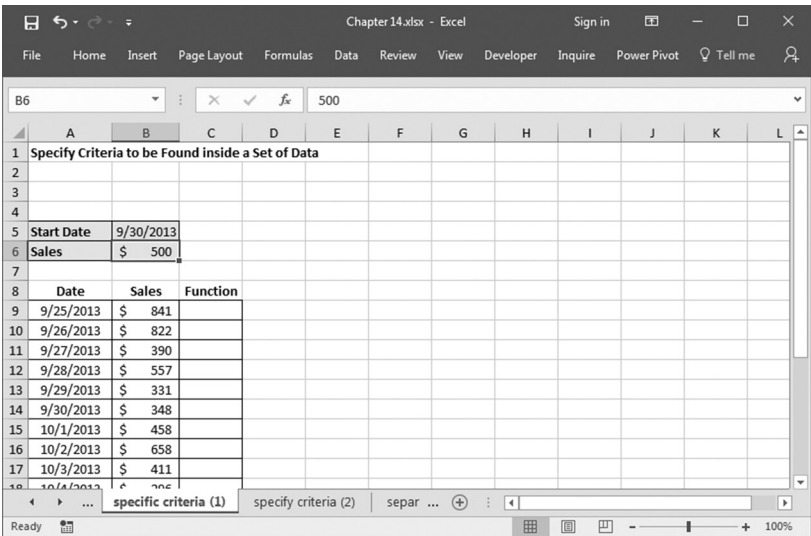 Chapter 14.xlsx - Excel Sign in
File Home Insert Page Layout Formulas Data Review View Developer Inquire Power Pivot Tell me
B6 fx 500
A B C D E F G H I J K L
1 Specify Criteria to be Found inside a Set of Data
2
3
4
5 Start Date 9/30/2013
6 Sales $ 500
7
8 Date Sales Function
9 9/25/2013 $ 841
10 9/26/2013 $ 822
11 9/27/2013 $ 390
12 9/28/2013 $ 557
13 9/29/2013 $ 331
14 9/30/2013 $ 348
15 10/1/2013 $ 458
16 10/2/2013 $ 658
17 10/3/2013 $ 411
18 10/4/2013 $
... specific criteria (1) specify criteria (2) separ ...
Ready 100%